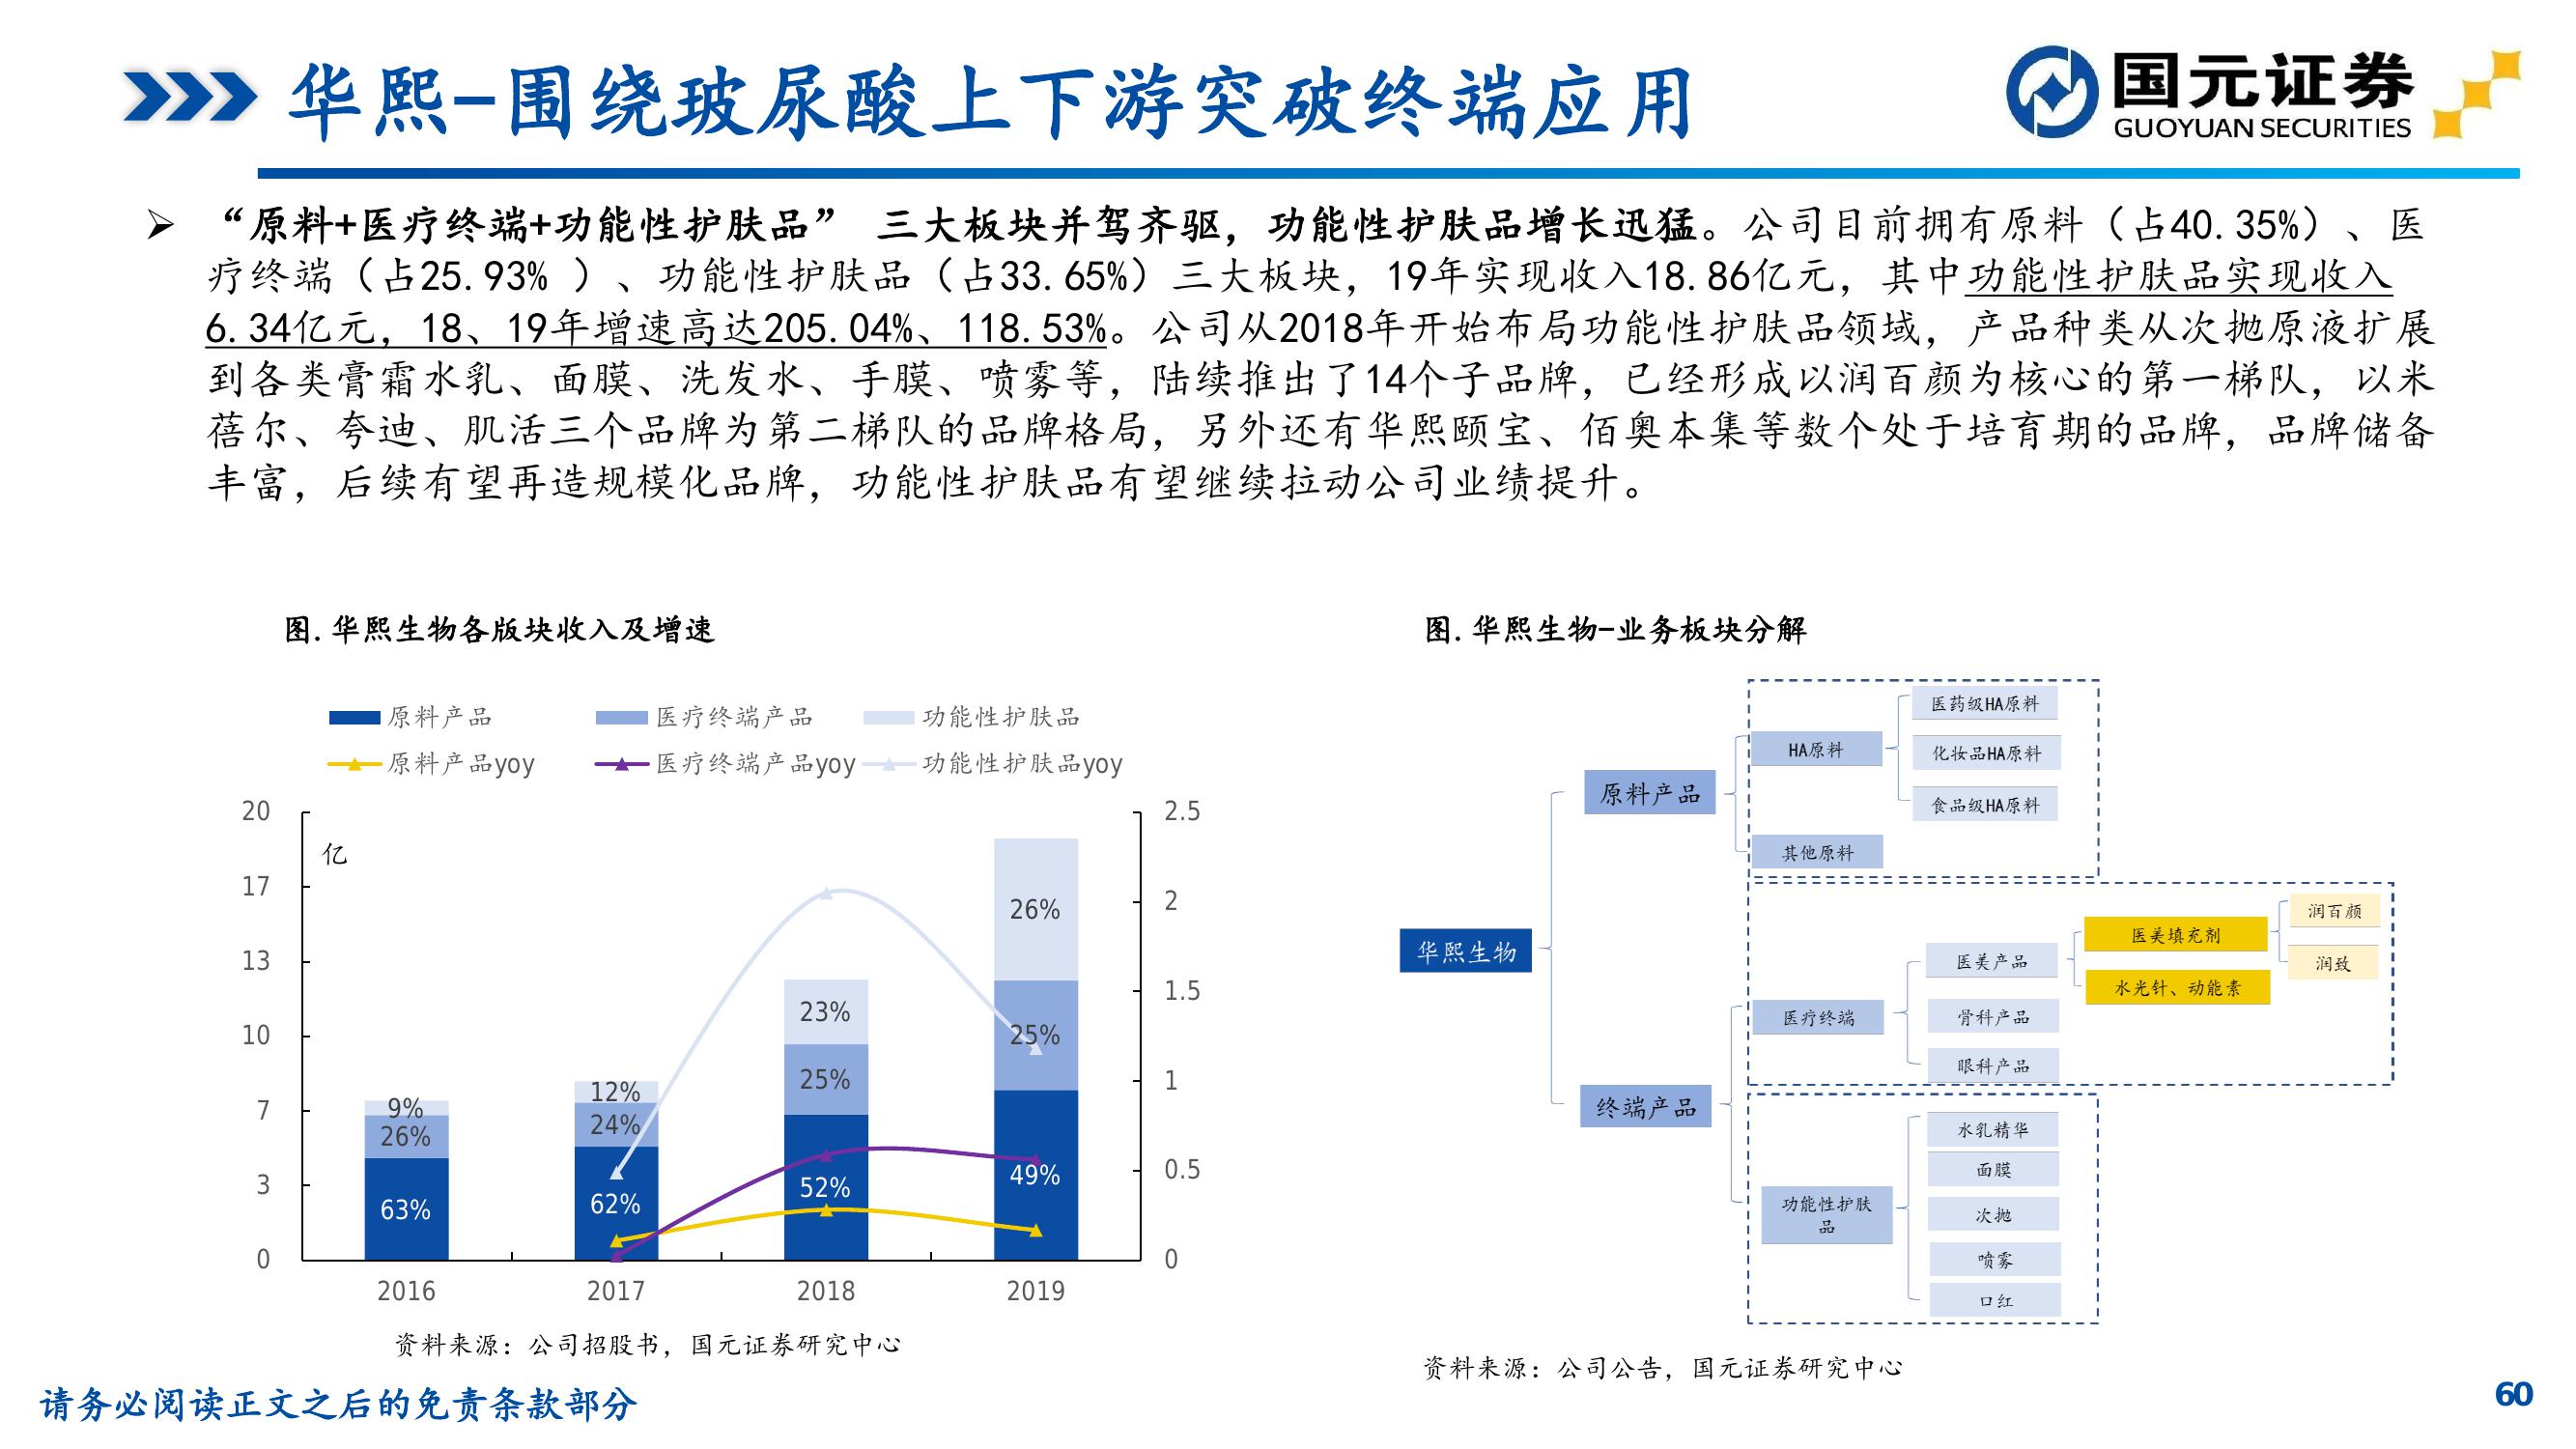 华熙-围绕玻尿酸上下游突破终端应用
国元证券
GUOYUAN SECURITIES
“原料+医疗终端+功能性护肤品” 三大板块并驾齐驱，功能性护肤品增长迅猛。公司目前拥有原料（占40.35%）、医
疗终端（占25.93% ）、功能性护肤品（占33.65%）三大板块，19年实现收入18.86亿元，其中功能性护肤品实现收入
6.34亿元，18、19年增速高达205.04%、118.53%。公司从2018年开始布局功能性护肤品领域，产品种类从次抛原液扩展
到各类膏霜水乳、面膜、洗发水、手膜、喷雾等，陆续推出了14个子品牌，已经形成以润百颜为核心的第一梯队，以米
蓓尔、夸迪、肌活三个品牌为第二梯队的品牌格局，另外还有华熙颐宝、佰奥本集等数个处于培育期的品牌，品牌储备
丰富，后续有望再造规模化品牌，功能性护肤品有望继续拉动公司业绩提升。
图.华熙生物各版块收入及增速
原料产品 医疗终端产品 功能性护肤品
原料产品yoy 医疗终端产品yoy 功能性护肤品yoy
亿
20
17
13
10
7
3
0
2.5
2
1.5
1
0.5
0
9%
26%
63%
12%
24%
62%
23%
25%
52%
26%
25%
49%
2016 2017 2018 2019
资料来源：公司招股书，国元证券研究中心
图.华熙生物-业务板块分解
华熙生物
原料产品
HA原料
医药级HA原料
化妆品HA原料
食品级HA原料
其他原料
终端产品
医疗终端
医美产品
医美填充剂
润百颜
润致
水光针、动能素
骨科产品
眼科产品
功能性护肤
品
水乳精华
面膜
次抛
喷雾
口红
资料来源：公司公告，国元证券研究中心
请务必阅读正文之后的免责条款部分
60